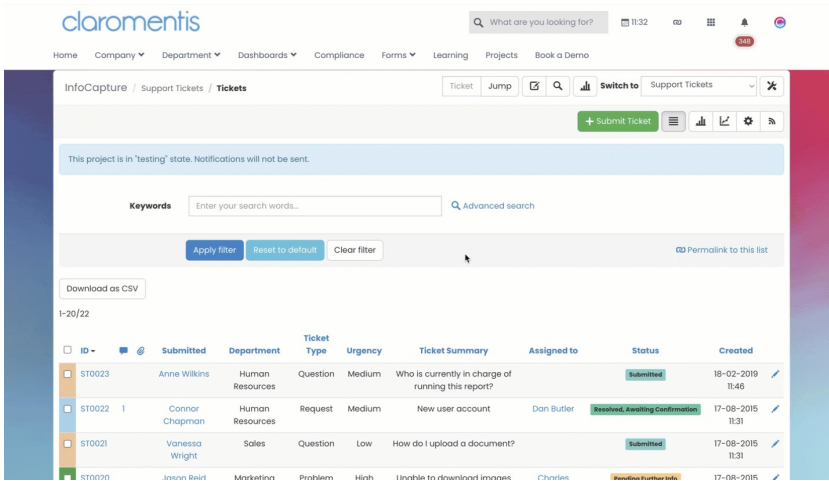 claromentis
What are you looking for?
11:32
348
Home Company Department Dashboards Compliance Forms Learning Projects Book a Demo
InfoCapture / Support Tickets / Tickets
Ticket Jump
Switch to Support Tickets
+ Submit Ticket
This project is in "testing" state. Notifications will not be sent.
Keywords Enter your search words... Advanced search
Apply filter Reset to default Clear filter Permalink to this list
Download as CSV
1-20/22
ID Submitted Department Ticket Type Urgency Ticket Summary Assigned to Status Created
ST0023 Anne Wilkins Human Resources Question Medium Who is currently in charge of running this report? Submitted 18-02-2019 11:46
ST0022 1 Connor Chapman Human Resources Request Medium New user account Dan Butler Resolved, Awaiting Confirmation 17-08-2015 11:31
ST0021 Vanessa Wright Sales Question Low How do I upload a document? Submitted 17-08-2015 11:31
ST0020 Jason Reid Marketing Problem High Unable to download images Charles Pending Further Info 17-08-2015